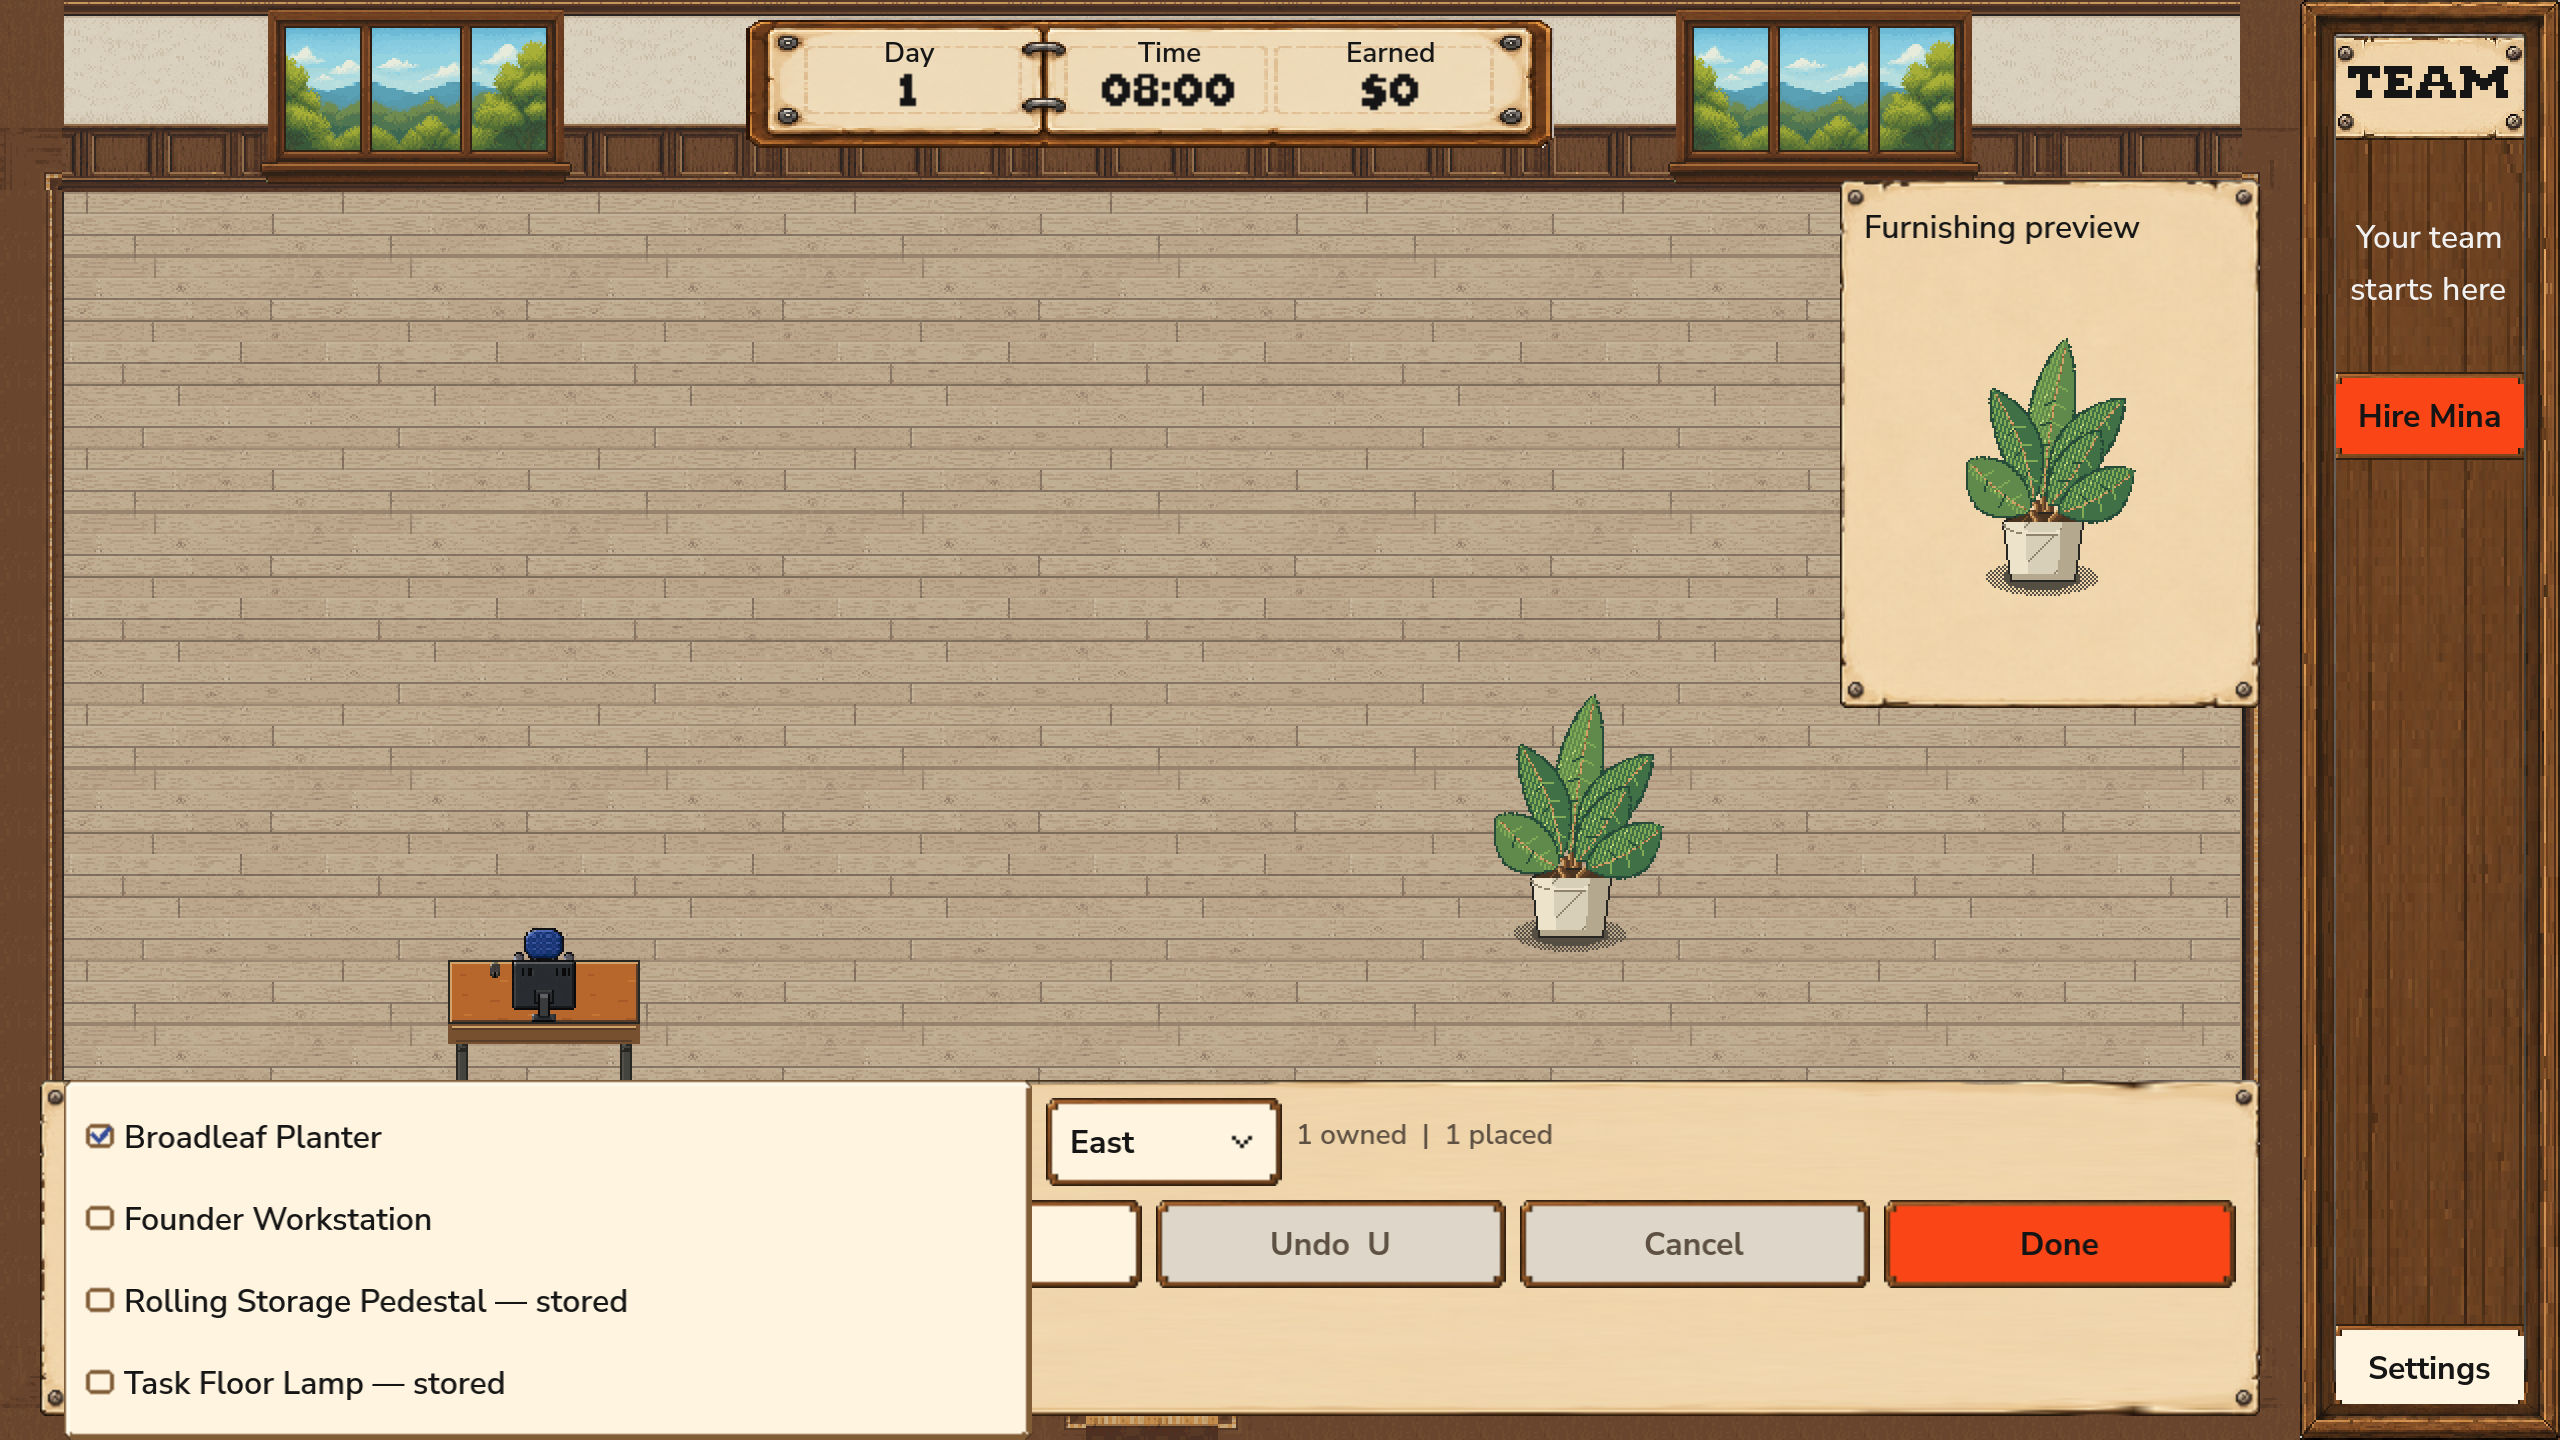 Day
1
Time
08:00
Earned
$0
TEAM
Your team
starts here
Hire Mina
Settings
Furnishing preview
Broadleaf Planter
Founder Workstation
Rolling Storage Pedestal — stored
Task Floor Lamp — stored
East
1 owned | 1 placed
Undo U
Cancel
Done